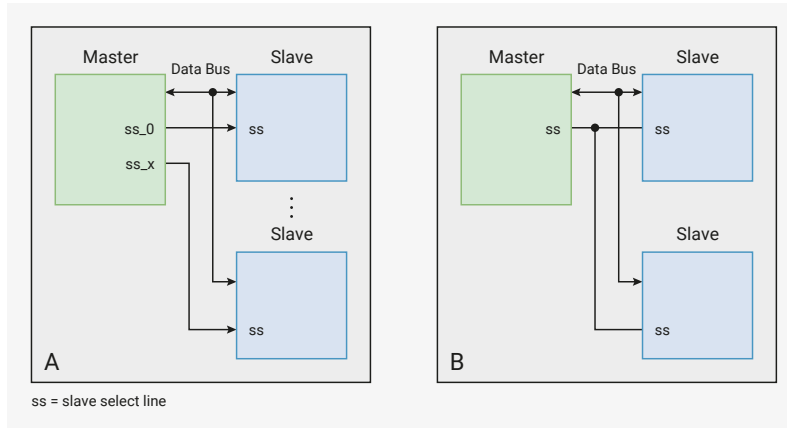 Master
Data Bus
Slave
ss_0
ss
ss_x
Slave
ss
A
Master
Data Bus
Slave
ss
ss
Slave
ss
B
ss = slave select line